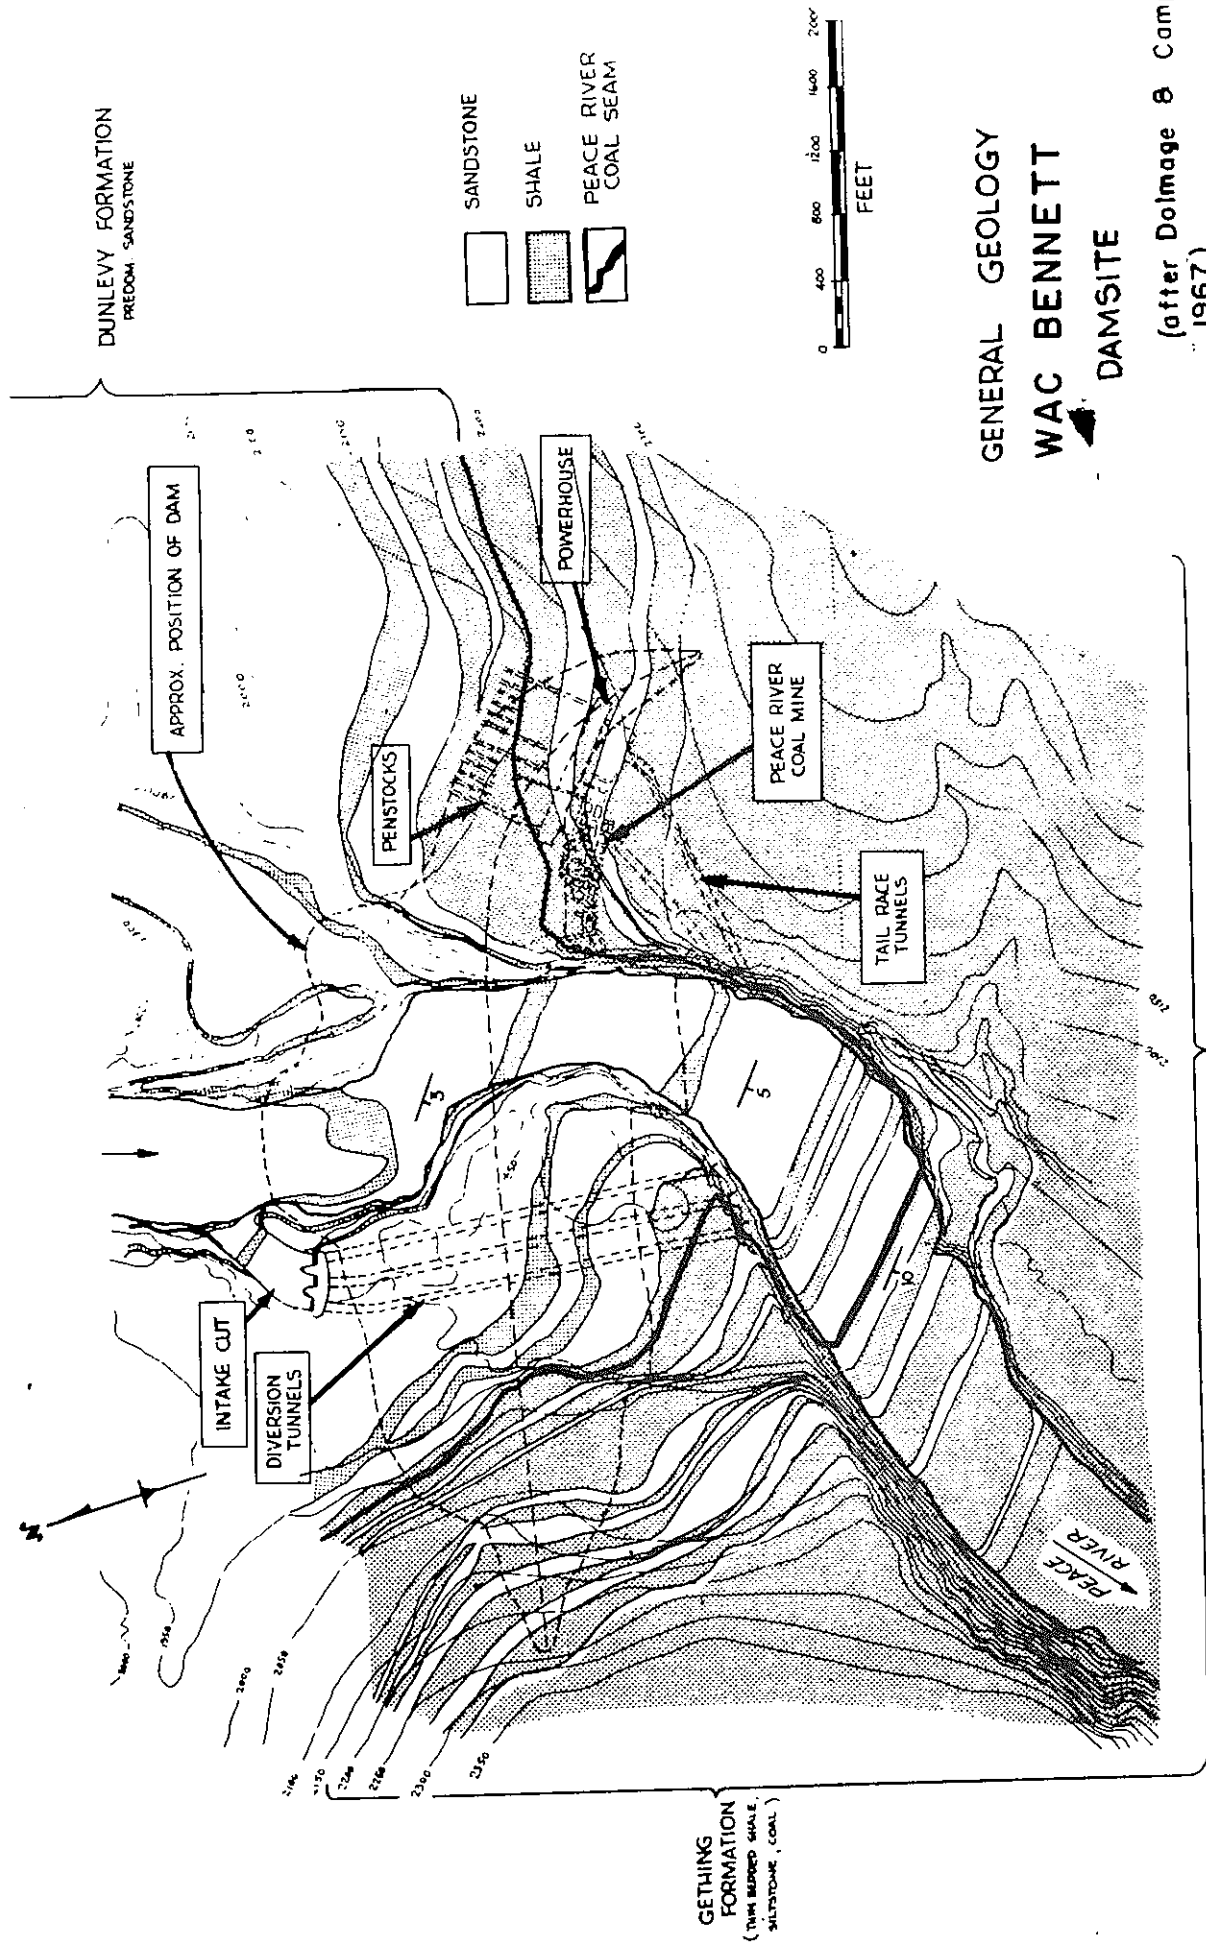 DUNLEVY FORMATION
PREDOM. SANDSTONE
SANDSTONE
SHALE
PEACE RIVER
COAL SEAM
0 400 800 1200 1600 2000
FEET
GENERAL GEOLOGY
WAC BENNETT
DAMSITE
(after Dolmage & Cam
1967)
APPROX. POSITION OF DAM
POWERHOUSE
PENSTOCKS
PEACE RIVER
COAL MINE
TAIL RACE
TUNNELS
INTAKE CUT
DIVERSION
TUNNELS
N
5
5
10
PEACE
RIVER
1950
2000
2050
2100
2150
2200
2250
2300
2350
GETHING
FORMATION
(THIN BEDDED SHALE,
SILTSTONE, COAL)